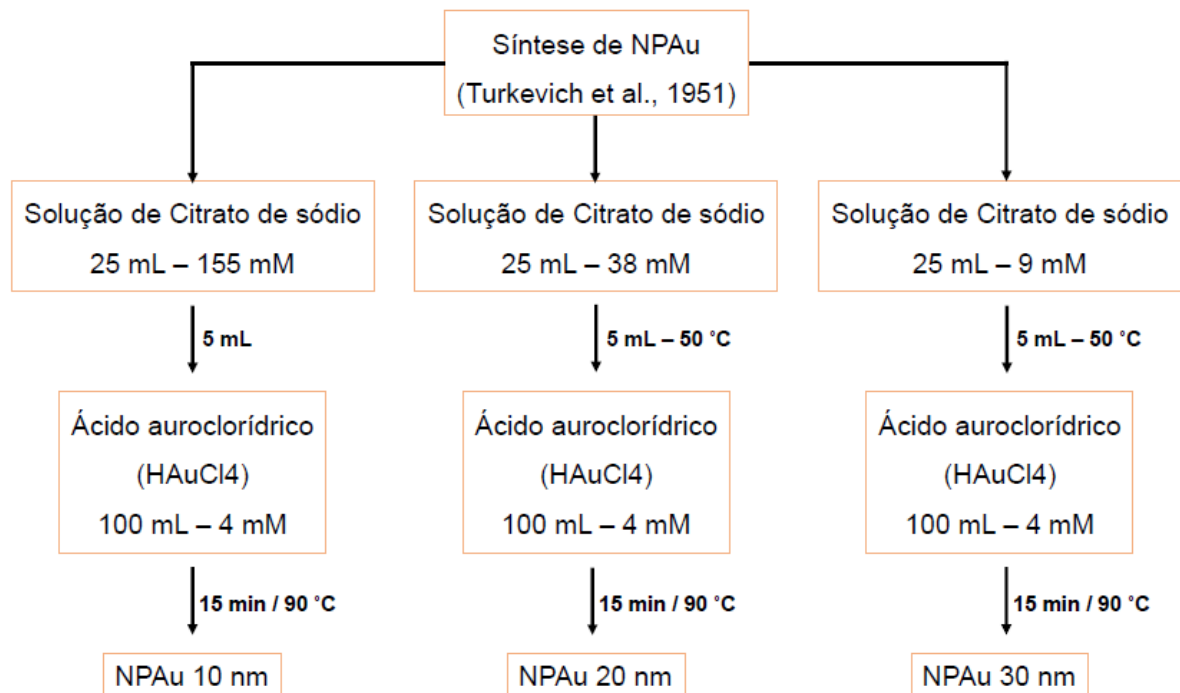 Síntese de NPAu
(Turkevich et al., 1951)
Solução de Citrato de sódio
25 mL – 155 mM
Solução de Citrato de sódio
25 mL – 38 mM
Solução de Citrato de sódio
25 mL – 9 mM
5 mL
5 mL – 50 ˚C
5 mL – 50 ˚C
Ácido auroclorídrico
(HAuCl4)
100 mL – 4 mM
Ácido auroclorídrico
(HAuCl4)
100 mL – 4 mM
Ácido auroclorídrico
(HAuCl4)
100 mL – 4 mM
15 min / 90 ˚C
15 min / 90 ˚C
15 min / 90 ˚C
NPAu 10 nm
NPAu 20 nm
NPAu 30 nm